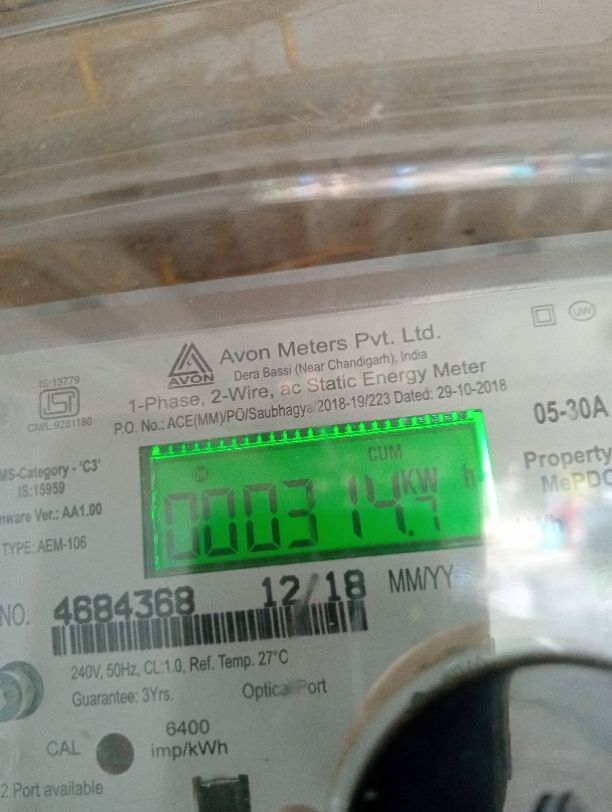 Avon Meters Pvt. Ltd.
AVON
Dera Bassi (Near Chandigarh), India
1-Phase, 2-Wire, ac Static Energy Meter
P.O. No.: ACE(MM)/PO/Saubhagya/2018-19/223 Dated: 29-10-2018
UW
IS:13779
ISI
CM/L:9281180
05-30A
MS-Category - 'C3'
IS:15959
ware Ver.: AA1.00
TYPE: AEM-106
CUM
ON
000314.7 KW h
Property
MePDC
NO. 4684368 12/18 MM/YY
240V, 50Hz, CL:1.0, Ref. Temp. 27°C
Guarantee: 3Yrs. Optical Port
CAL 6400
imp/kWh
2 Port available